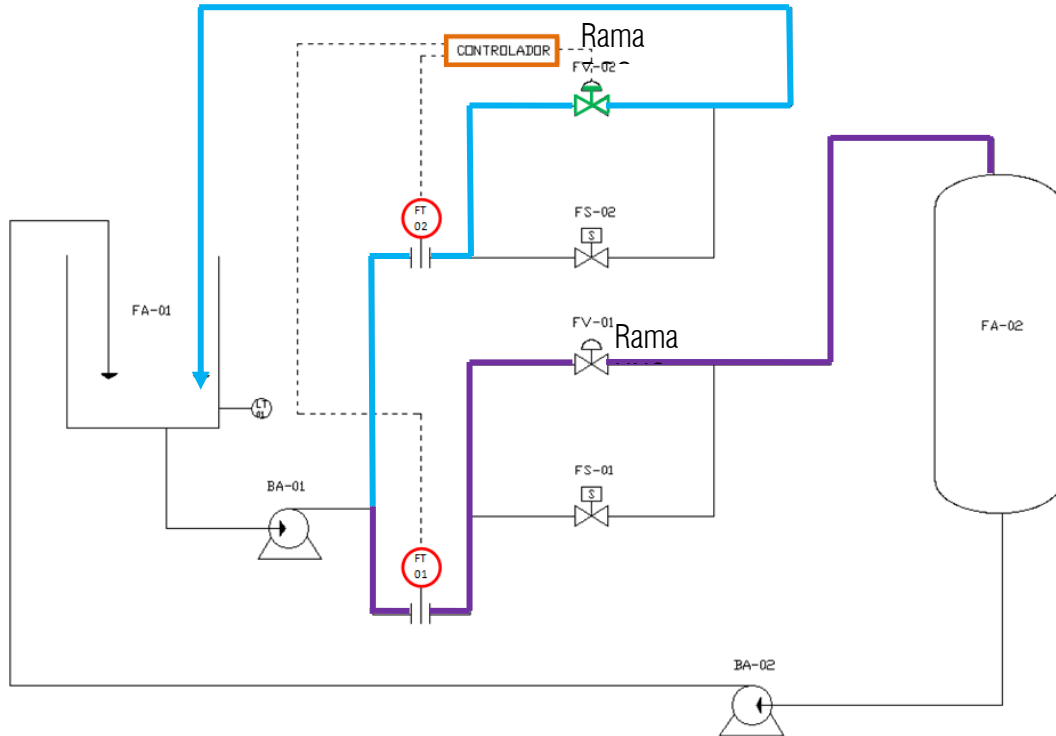 Rama
CONTROLADOR
FV-02
FT
02
FS-02
FA-01
FV-01
Rama
FA-02
LT
01
FS-01
S
S
BA-01
FT
01
BA-02